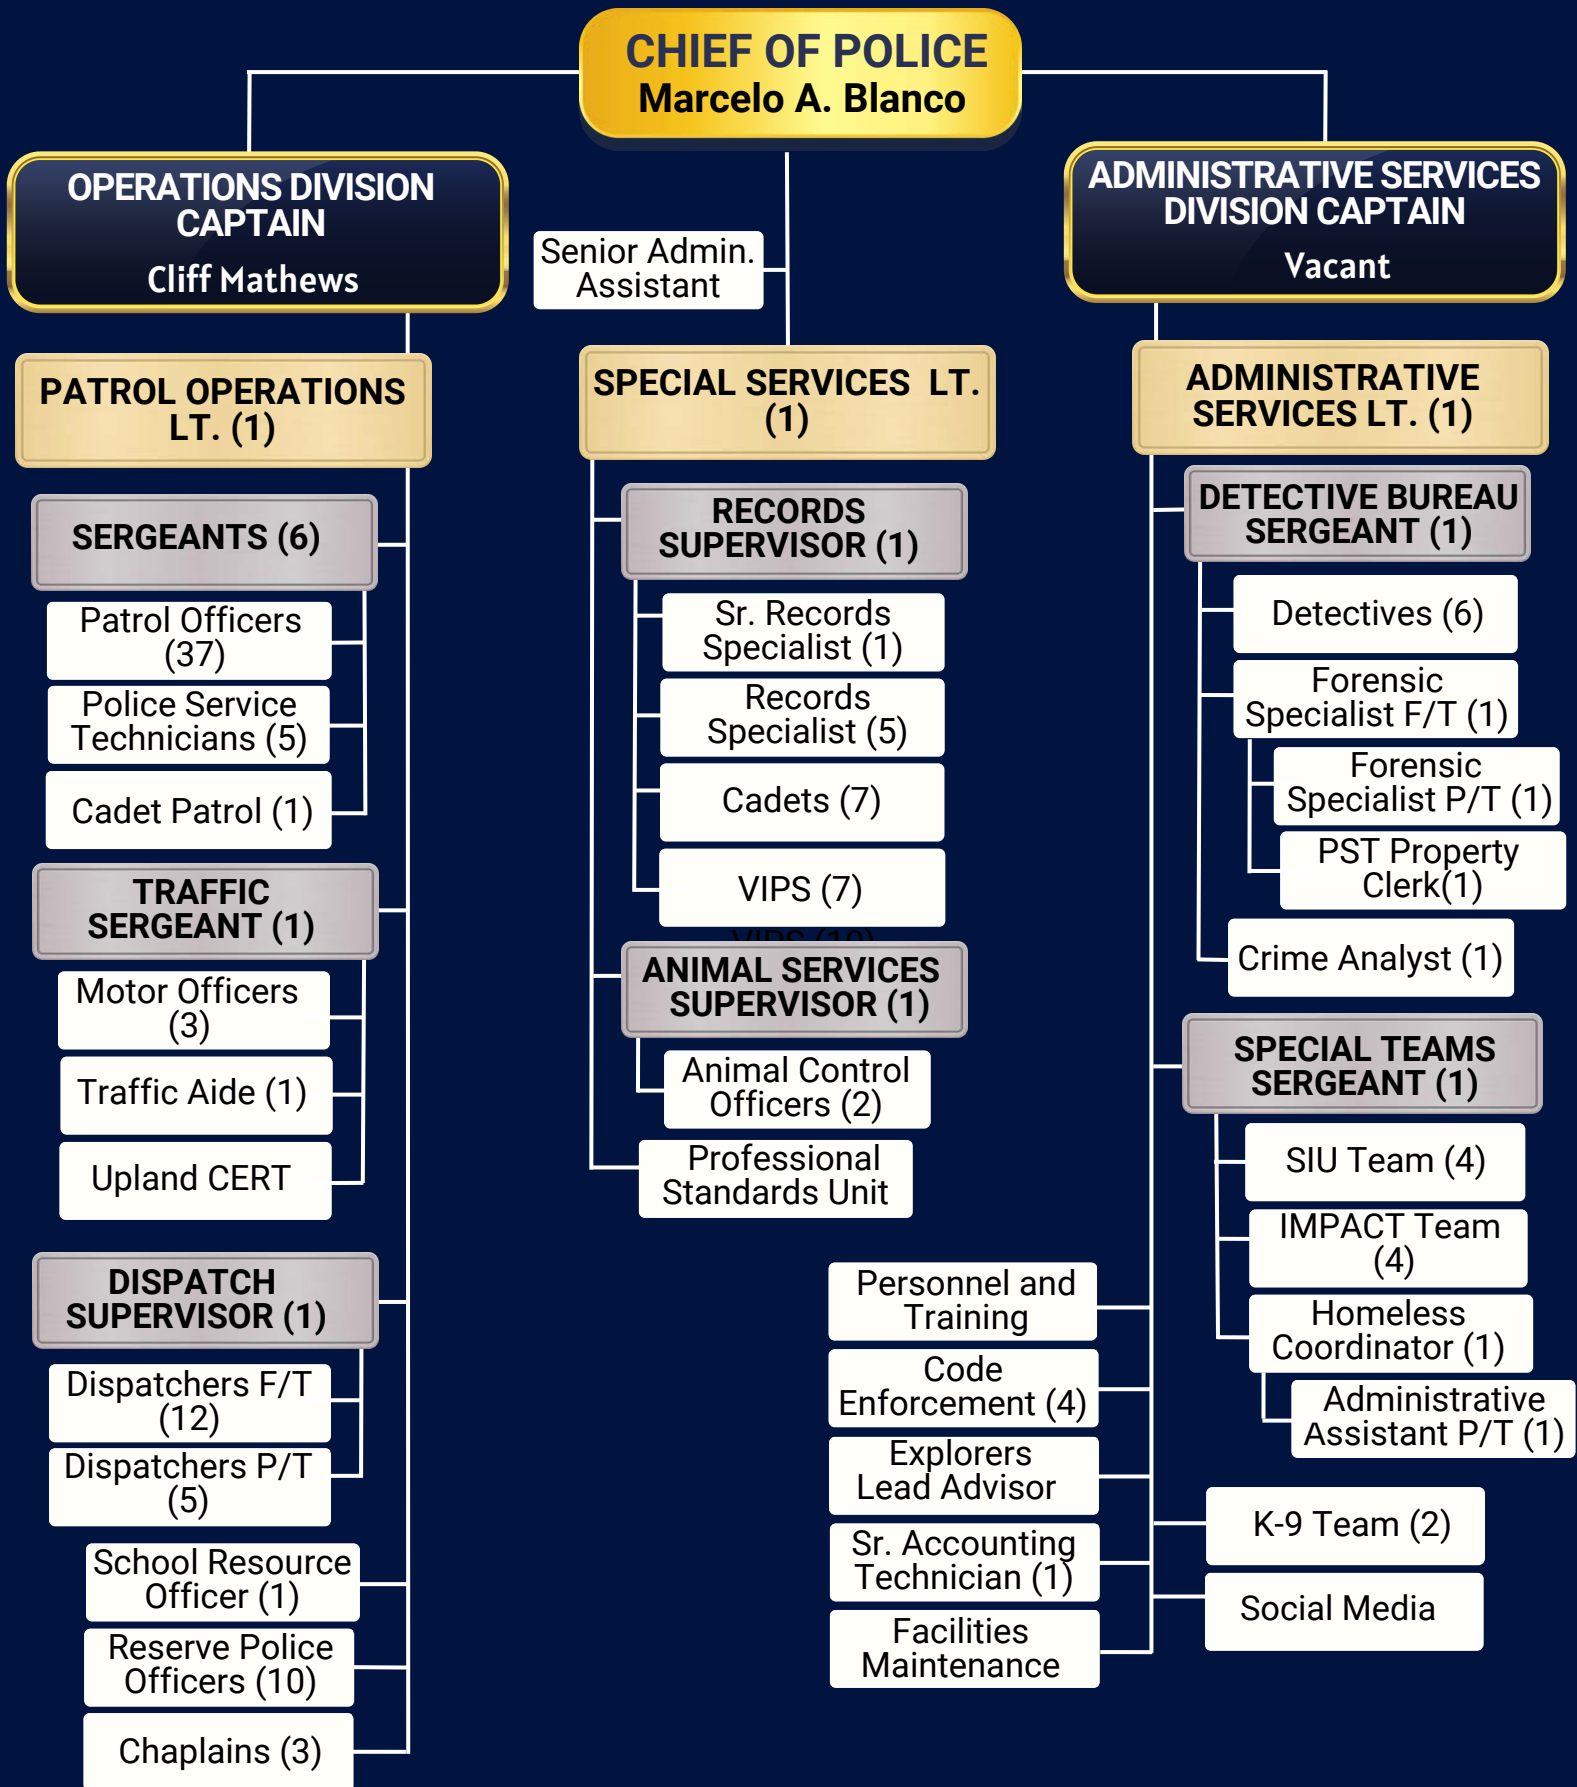 CHIEF OF POLICE
Marcelo A. Blanco
OPERATIONS DIVISION
CAPTAIN
Cliff Mathews
Senior Admin.
Assistant
ADMINISTRATIVE SERVICES
DIVISION CAPTAIN
Vacant
PATROL OPERATIONS
LT. (1)
SERGEANTS (6)
Patrol Officers
(37)
Police Service
Technicians (5)
Cadet Patrol (1)
TRAFFIC
SERGEANT (1)
Motor Officers
(3)
Traffic Aide (1)
Upland CERT
DISPATCH
SUPERVISOR (1)
Dispatchers F/T
(12)
Dispatchers P/T
(5)
School Resource
Officer (1)
Reserve Police
Officers (10)
Chaplains (3)
SPECIAL SERVICES LT.
(1)
RECORDS
SUPERVISOR (1)
Sr. Records
Specialist (1)
Records
Specialist (5)
Cadets (7)
VIPS (7)
VIPS (10)
ANIMAL SERVICES
SUPERVISOR (1)
Animal Control
Officers (2)
Professional
Standards Unit
ADMINISTRATIVE
SERVICES LT. (1)
DETECTIVE BUREAU
SERGEANT (1)
Detectives (6)
Forensic
Specialist F/T (1)
Forensic
Specialist P/T (1)
PST Property
Clerk(1)
Crime Analyst (1)
SPECIAL TEAMS
SERGEANT (1)
SIU Team (4)
IMPACT Team
(4)
Homeless
Coordinator (1)
Administrative
Assistant P/T (1)
Personnel and
Training
Code
Enforcement (4)
Explorers
Lead Advisor
Sr. Accounting
Technician (1)
Facilities
Maintenance
K-9 Team (2)
Social Media